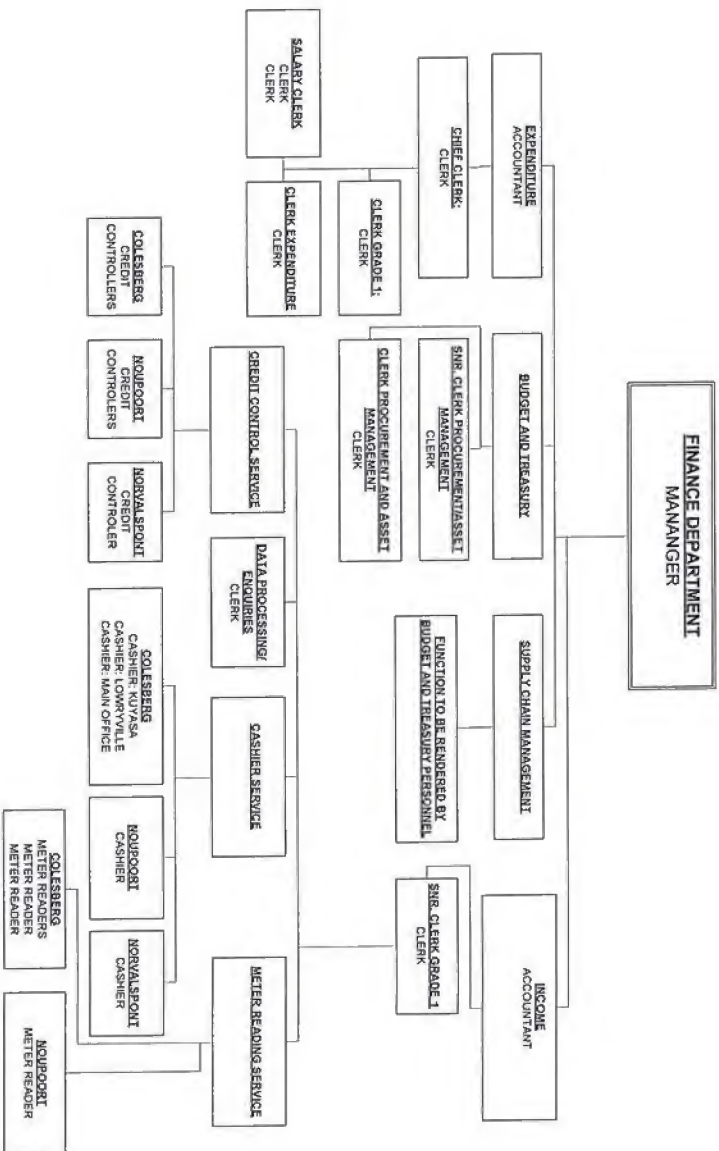 FINANCE DEPARTMENT
MANANGER
EXPENDITURE
ACCOUNTANT
BUDGET AND TREASURY
SUPPLY CHAIN MANAGEMENT
INCOME
ACCOUNTANT
CHIEF CLERK:
CLERK
SNR. CLERK PROCUREMENT/ASSET
MANAGEMENT
CLERK
FUNCTION TO BE RENDERED BY
BUDGET AND TREASURY PERSONNEL
SNR. CLERK GRADE 1
CLERK
CLERK GRADE 1:
CLERK
CLERK PROCUREMENT AND ASSET
MANAGEMENT
CLERK
SALARY CLERK
CLERK
CLERK
CLERK EXPENDITURE
CLERK
CREDIT CONTROL SERVICE
DATA PROCESSING/
ENQUIRIES
CLERK
CASHIER SERVICE
METER READING SERVICE
COLESBERG
CREDIT
CONTROLLERS
NOUPOORT
CREDIT
CONTROLERS
NORVALSPONT
CREDIT
CONTROLER
COLESBERG
CASHIER: KUYASA
CASHIER: LOWRYVILLE
CASHIER: MAIN OFFICE
NOUPOORT
CASHIER
NORVALSPONT
CASHIER
COLESBERG
METER READERS
METER READER
METER READER
NOUPOORT
METER READER